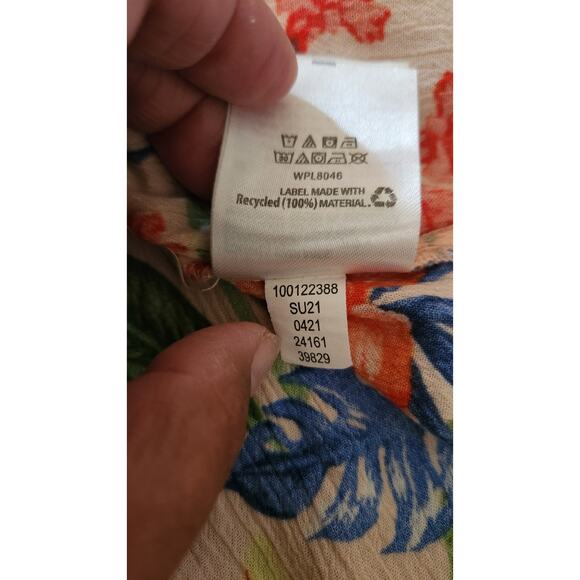 WPL8046
LABEL MADE WITH
Recycled (100%) MATERIAL.
100122388
SU21
0421
24161
39829